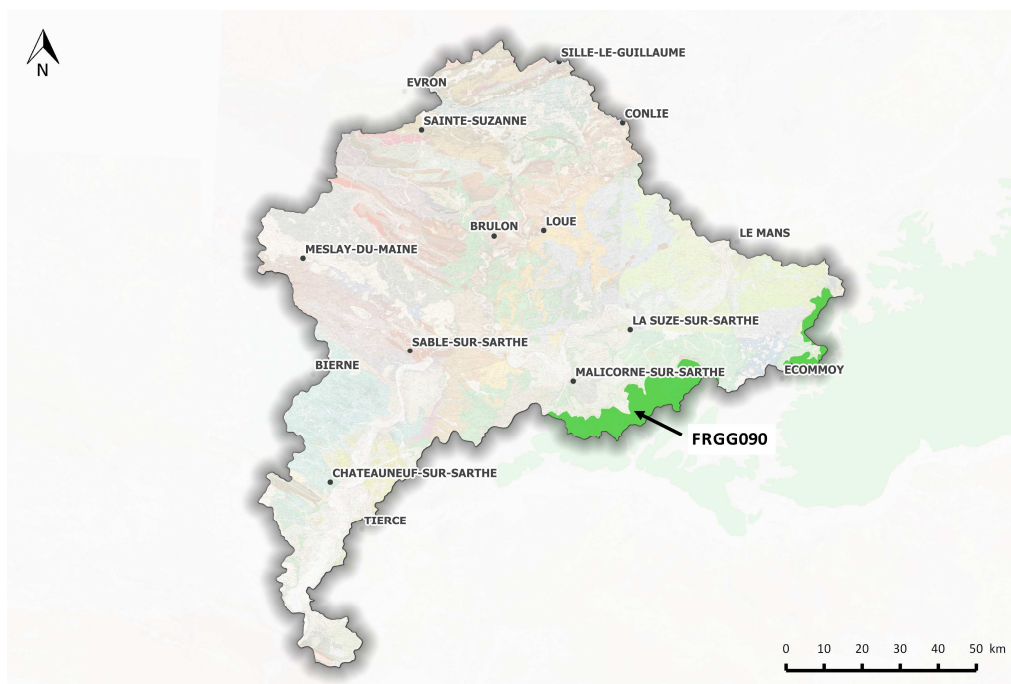 SILLE-LE-GUILLAUME
N
EVRON
CONLIE
SAINTE-SUZANNE
BRULON
LOUE
LE MANS
MESLAY-DU-MAINE
LA SUZE-SUR-SARTHE
SABLE-SUR-SARTHE
BIERNE
MALICORNE-SUR-SARTHE
ECOMMOY
FRGG090
CHATEAUNEUF-SUR-SARTHE
TIERCE
0 10 20 30 40 50 km